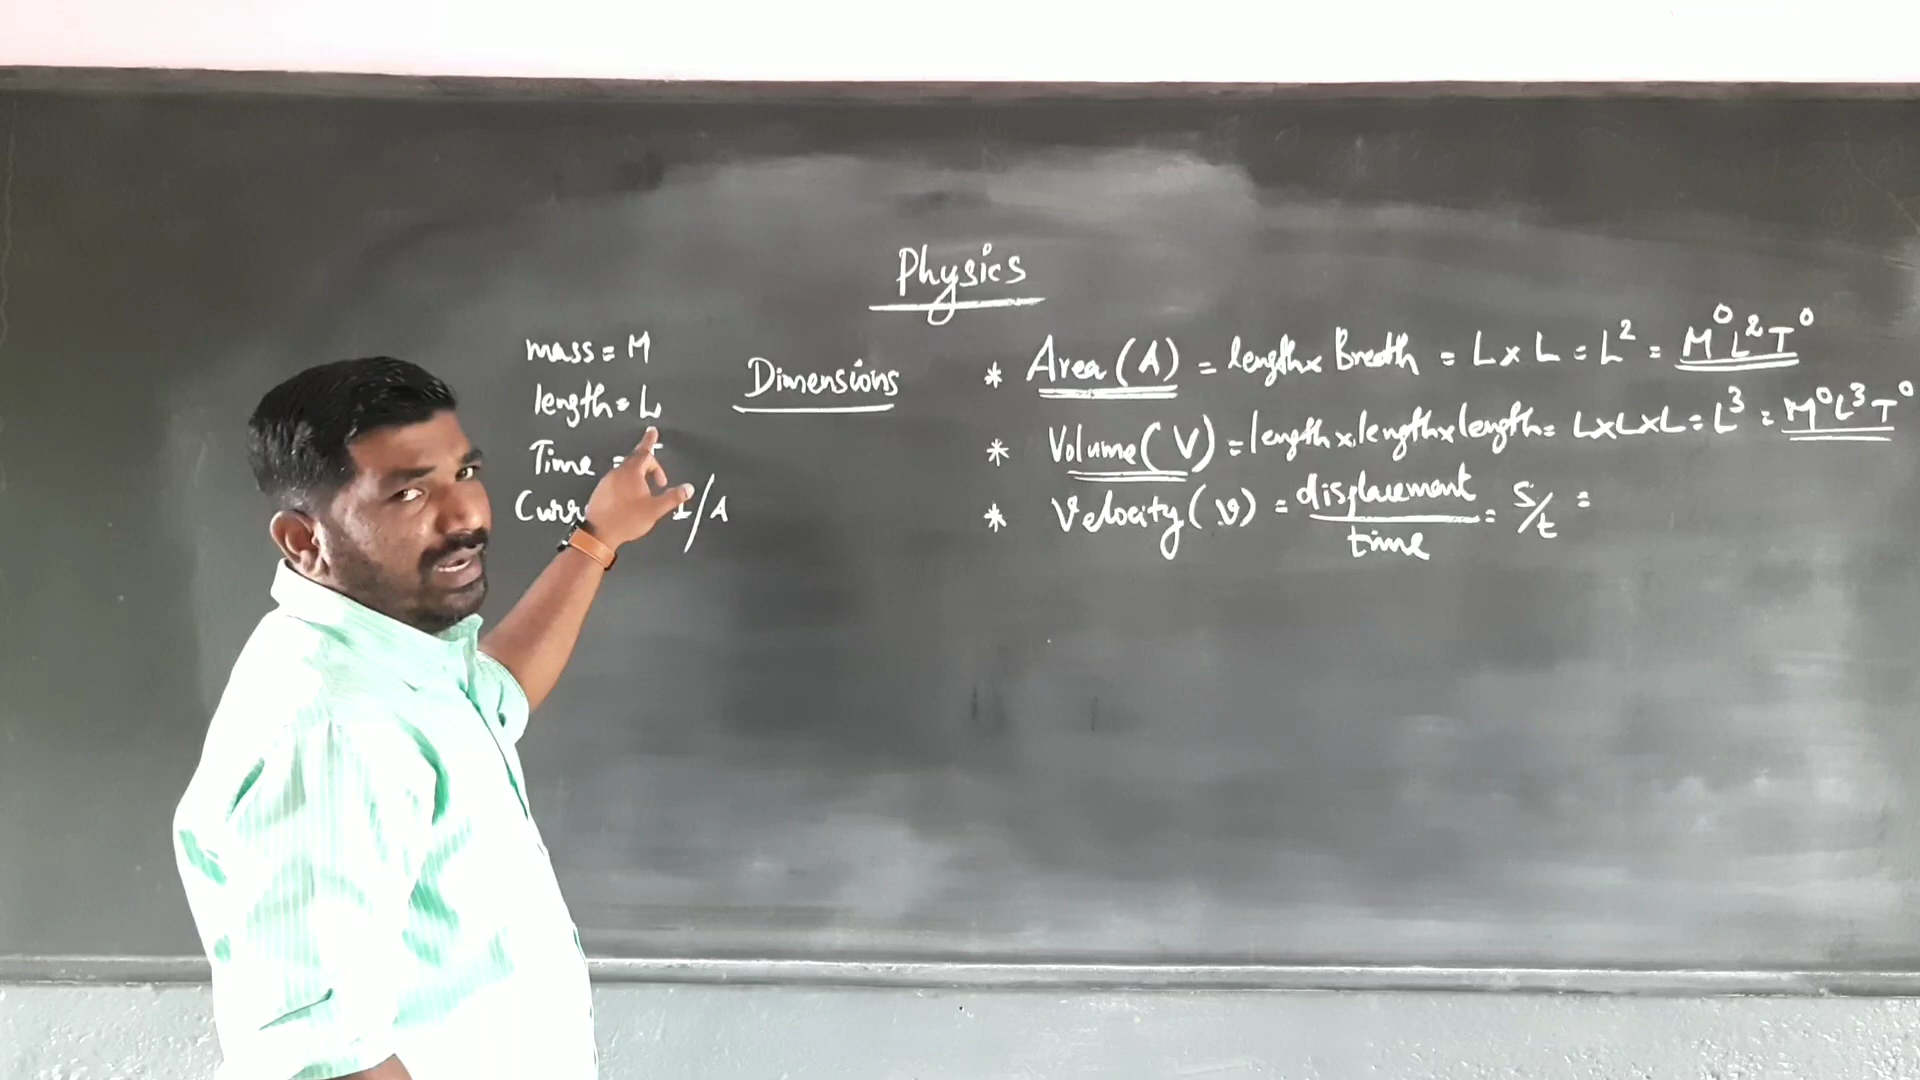 Physics
mass = M
length = L
Time =
I/A
Dimensions
* Area (A) = length x Breath = L x L = L² = M⁰L²T⁰
* Volume (V) = length x length x length = L x L x L = L³ = M⁰L³T⁰
* Velocity (v) = displacement / time = s/t =